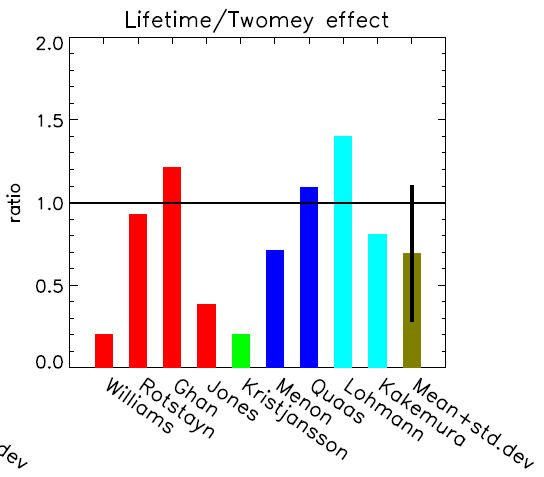 Lifetime/Twomey effect
2.0
1.5
1.0
0.5
0.0
ratio
Williams
Rotstayn
Ghan
Jones
Kristjansson
Menon
Quaas
Lohmann
Kakemura
Mean+std.dev
dev